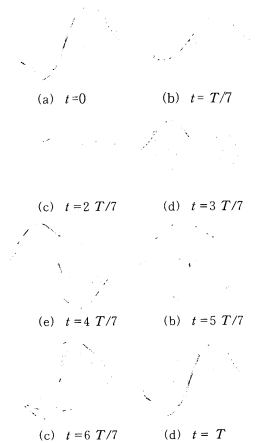 (a) t=0
(b) t= T/7
(c) t=2 T/7
(d) t=3 T/7
(e) t=4 T/7
(b) t=5 T/7
(c) t=6 T/7
(d) t= T